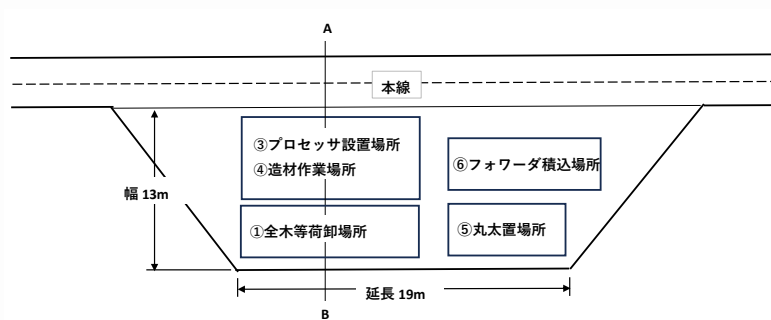 A
本線
③プロセッサ設置場所
④造材作業場所
⑥フォワーダ積込場所
幅 13m
①全木等荷卸場所
⑤丸太置場所
延長 19m
B